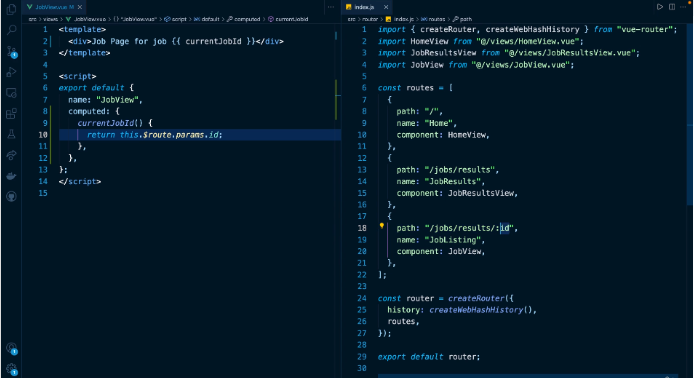 JobView.vue M
src > views > JobView.vue > {} "JobView.vue" > script > default > computed > currentJobId
1 <template>
2 <div>Job Page for job {{ currentJobId }}</div>
3 </template>
4
5 <script>
6 export default {
7 name: "JobView",
8 computed: {
9 currentJobId() {
10 return this.$route.params.id;
11 },
12 },
13 };
14 </script>
15
index.js
src > router > index.js > routes > path
1 import { createRouter, createWebHashHistory } from "vue-router";
2 import HomeView from "@/views/HomeView.vue";
3 import JobResultsView from "@/views/JobResultsView.vue";
4 import JobView from "@/views/JobView.vue";
5
6 const routes = [
7 {
8 path: "/",
9 name: "Home",
10 component: HomeView,
11 },
12 {
13 path: "/jobs/results",
14 name: "JobResults",
15 component: JobResultsView,
16 },
17 {
18 path: "/jobs/results/:id",
19 name: "JobListing",
20 component: JobView,
21 },
22 ];
23
24 const router = createRouter({
25 history: createWebHashHistory(),
26 routes,
27 });
28
29 export default router;
30